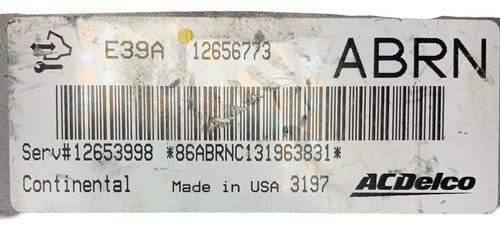 E39A 12656773 ABRN
Serv#12653998 *86ABRNC131963831*
Continental Made in USA 3197 ACDelco